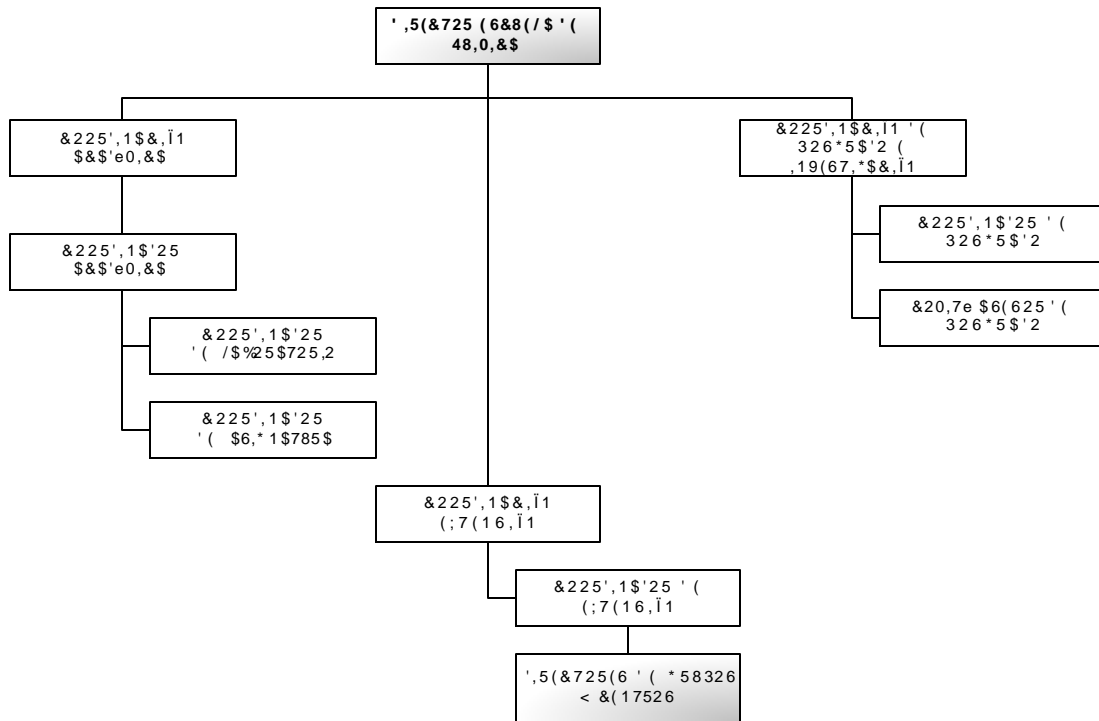 ' ,5(&725 (6&8(/$ ' (
48,0,&$
&225',1$&,Ï1
$&$'e0,&$
&225',1$&,Ï1 ' (
326*5$'2 (
,19(67,*$&,Ï1
&225',1$'25
$&$'e0,&$
&225',1$'25 ' (
326*5$'2
&20,7e $6(625 ' (
326*5$'2
&225',1$'25
' ( /$%25$725,2
&225',1$'25
' ( $6,* 1$785$
&225',1$&,Ï1
(;7(16,Ï1
&225',1$'25 ' (
(;7(16,Ï1
',5(&725(6 ' ( *58326
< &(17526